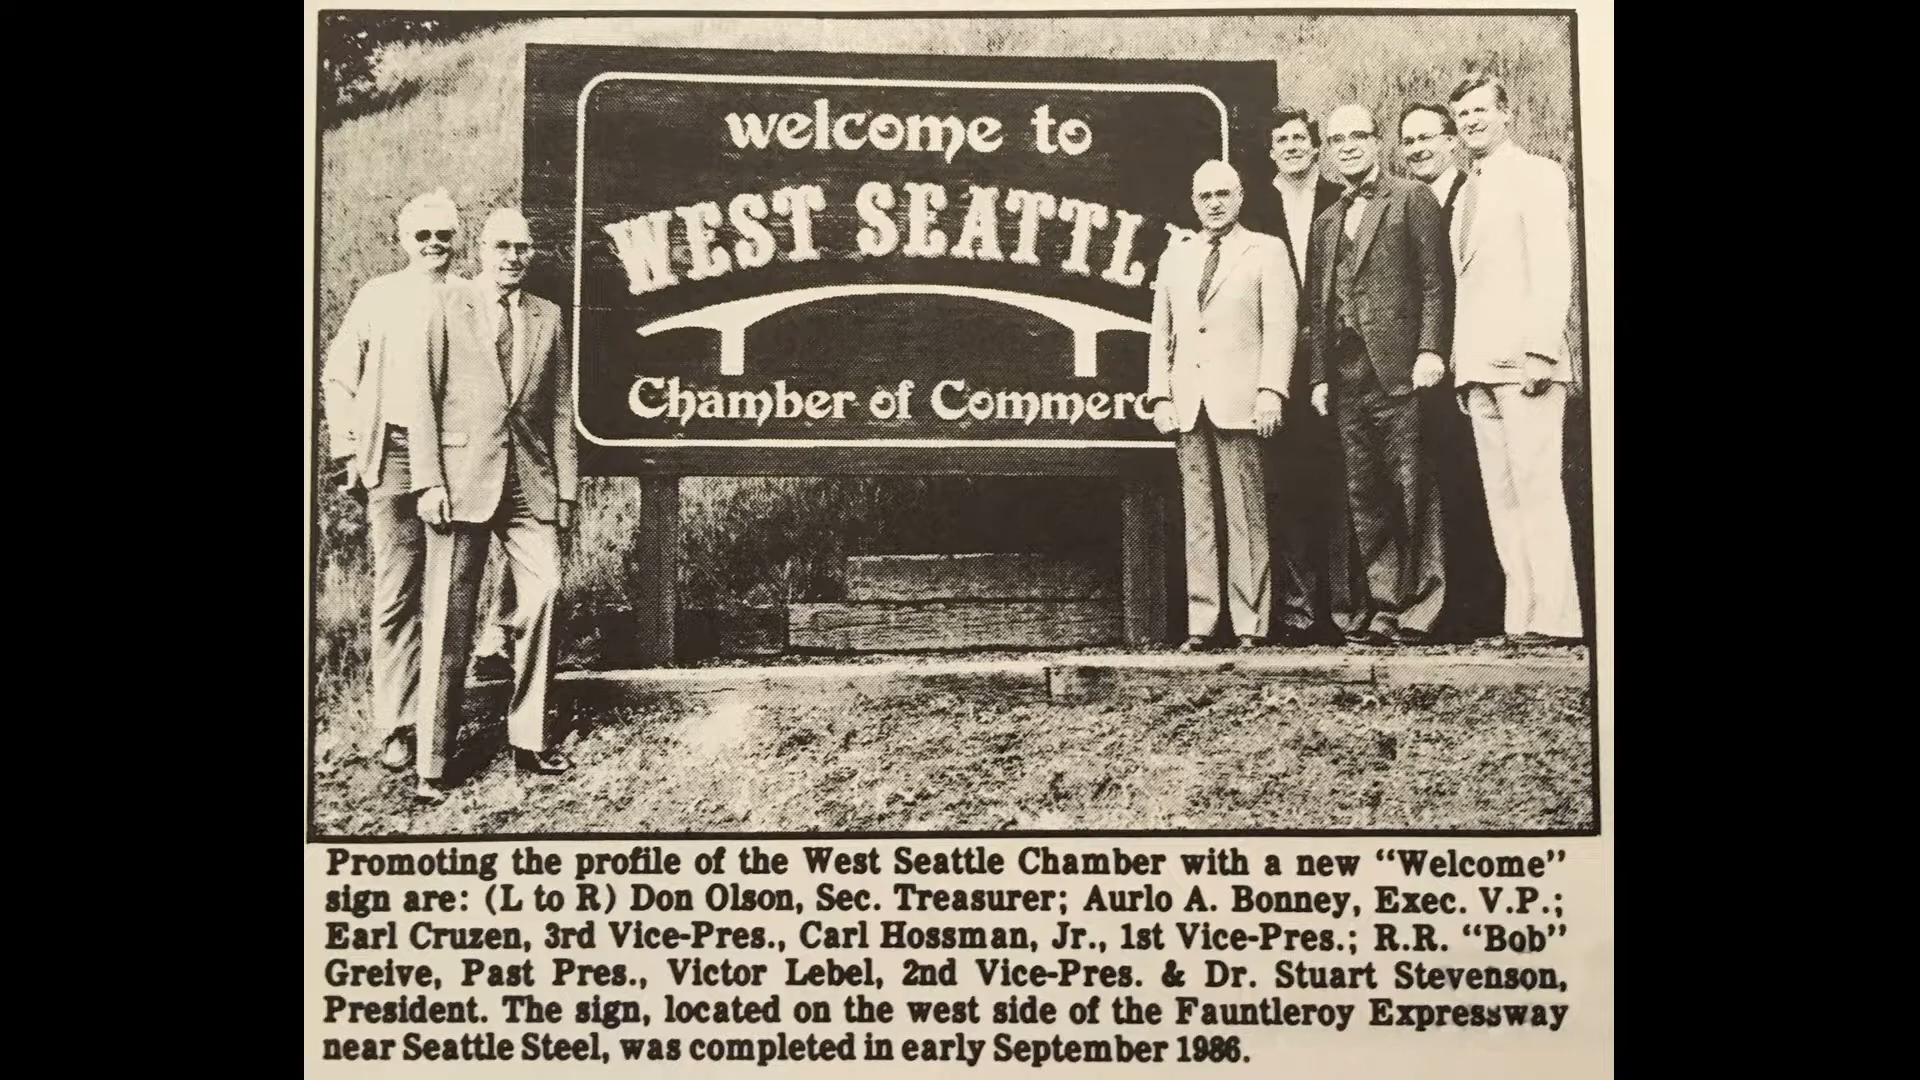 welcome to
WEST SEATTL
Chamber of Commerc
Promoting the profile of the West Seattle Chamber with a new “Welcome”
sign are: (L to R) Don Olson, Sec. Treasurer; Aurlo A. Bonney, Exec. V.P.;
Earl Cruzen, 3rd Vice-Pres., Carl Hossman, Jr., 1st Vice-Pres.; R.R. “Bob”
Greive, Past Pres., Victor Lebel, 2nd Vice-Pres. & Dr. Stuart Stevenson,
President. The sign, located on the west side of the Fauntleroy Expressway
near Seattle Steel, was completed in early September 1986.